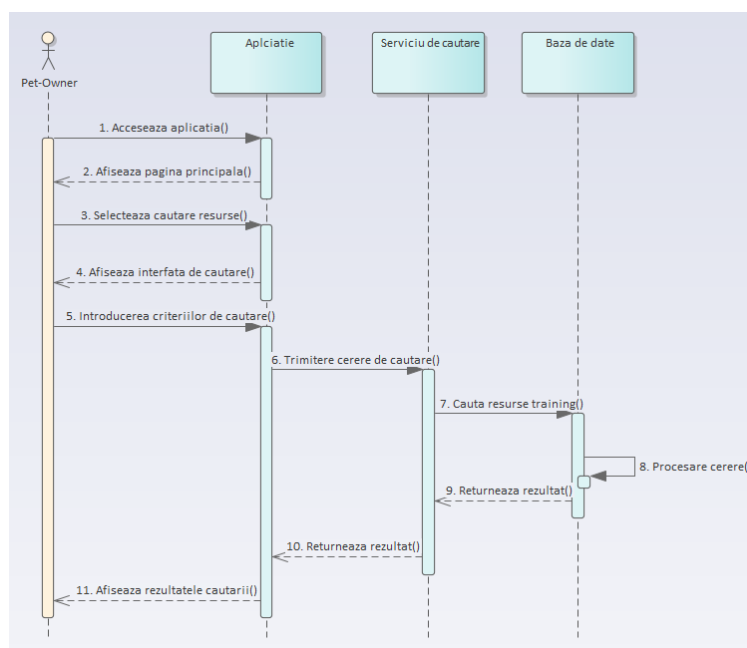 Pet-Owner
Aplciatie
Serviciu de cautare
Baza de date
1. Acceseaza aplicatia()
2. Afiseaza pagina principala()
3. Selecteaza cautare resurse()
4. Afiseaza interfata de cautare()
5. Introducerea criteriilor de cautare()
6. Trimitere cerere de cautare()
7. Cauta resurse training()
8. Procesare cerere(
9. Returneaza rezultat()
10. Returneaza rezultat()
11. Afiseaza rezultatele cautarii()